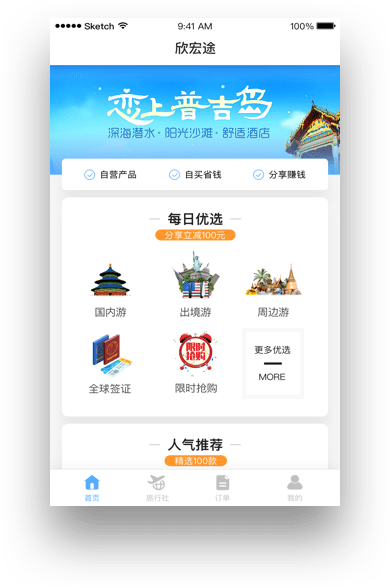 Sketch 9:41 AM 100%
欣宏途
恋上普吉岛
深海潜水·阳光沙滩·舒适酒店
自营产品 自买省钱 分享赚钱
每日优选
分享立减100元
国内游 出境游 周边游
限时
抢购
更多优选
MORE
全球签证 限时抢购
人气推荐
精选100款
首页 旅行社 订单 我的